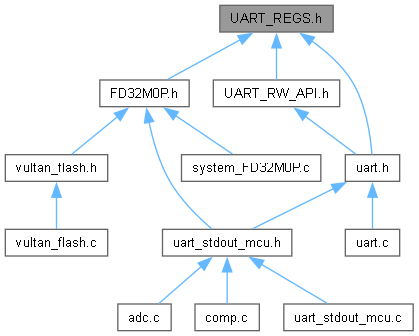 UART_REGS.h
FD32M0P.h
UART_RW_API.h
vultan_flash.h
system_FD32M0P.c
uart.h
vultan_flash.c
uart_stdout_mcu.h
uart.c
adc.c
comp.c
uart_stdout_mcu.c